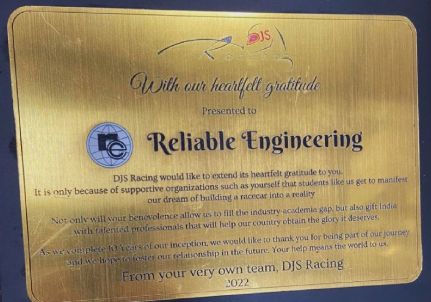 DJS
With our heartfelt gratitude
Presented to
Reliable Engineering
DJS Racing would like to extend its heartfelt gratitude to you.
It is only because of supportive organizations such as yourself that students like us get to manifest
our dream of building a racecar into a reality
Not only will your benevolence allow us to fill the industry-academia gap, but also gift India
with talented professionals that will help our country obtain the glory it deserves.
As we complete years of our inception, we would like to thank you for being part of our journey
and we hope to foster our relationship in the future. Your help means the world to us.
From your very own team, DJS Racing
2022